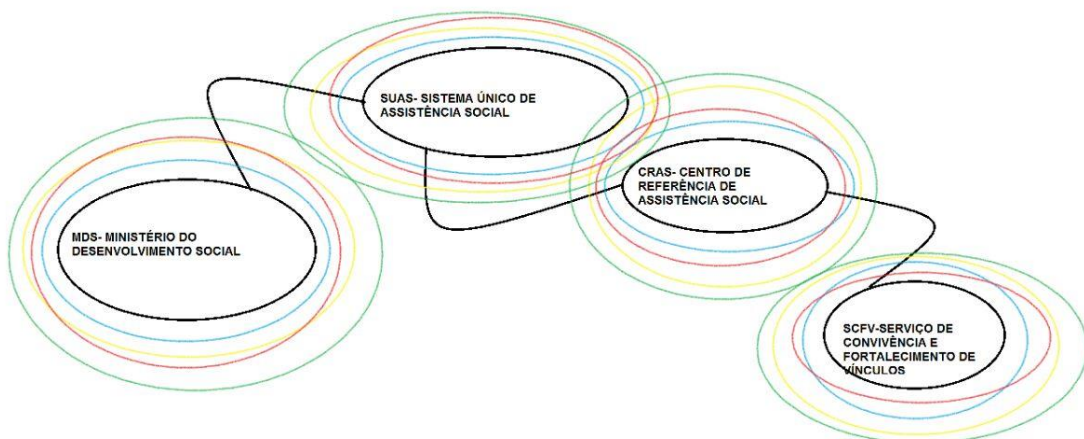 SUAS- SISTEMA ÚNICO DE
ASSISTÊNCIA SOCIAL
CRAS- CENTRO DE
REFERÊNCIA DE
ASSISTÊNCIA SOCIAL
MDS- MINISTÉRIO DO
DESENVOLVIMENTO SOCIAL
SCFV-SERVIÇO DE
CONVIVÊNCIA E
FORTALECIMENTO DE
VÍNCULOS